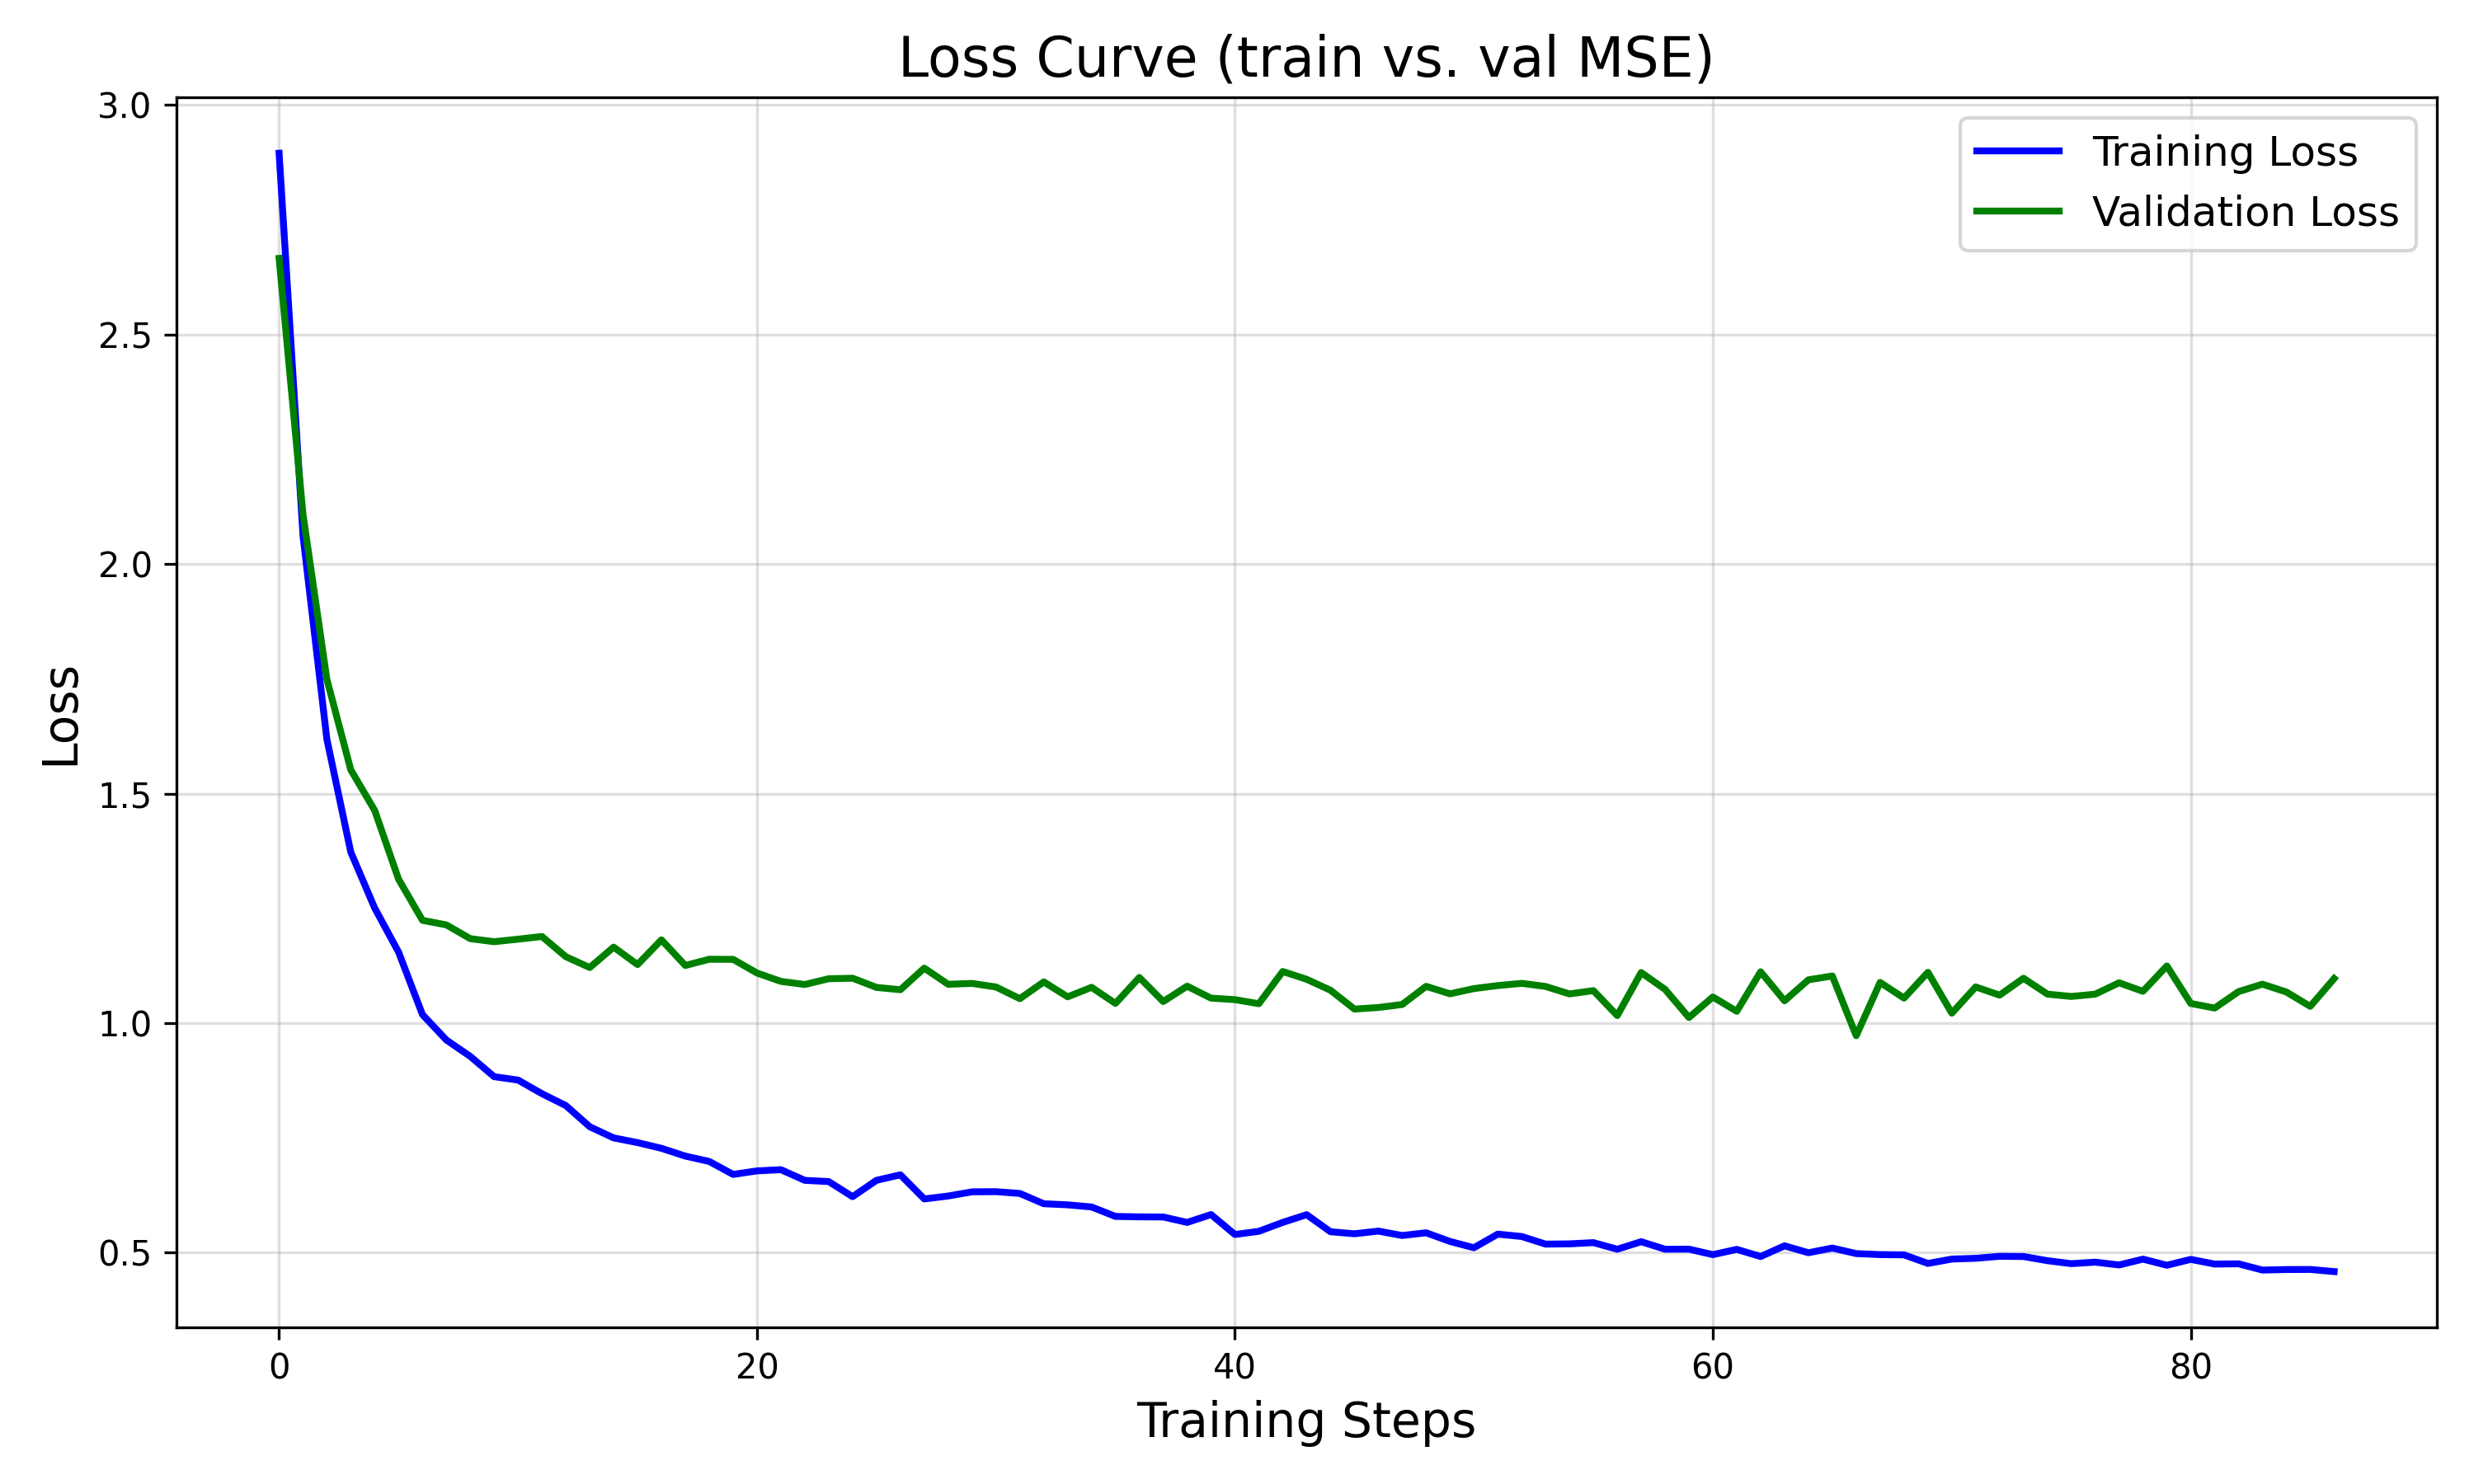 Loss Curve (train vs. val MSE)
3.0
2.5
2.0
1.5
1.0
0.5
Loss
Training Loss
Validation Loss
0 20 40 60 80
Training Steps